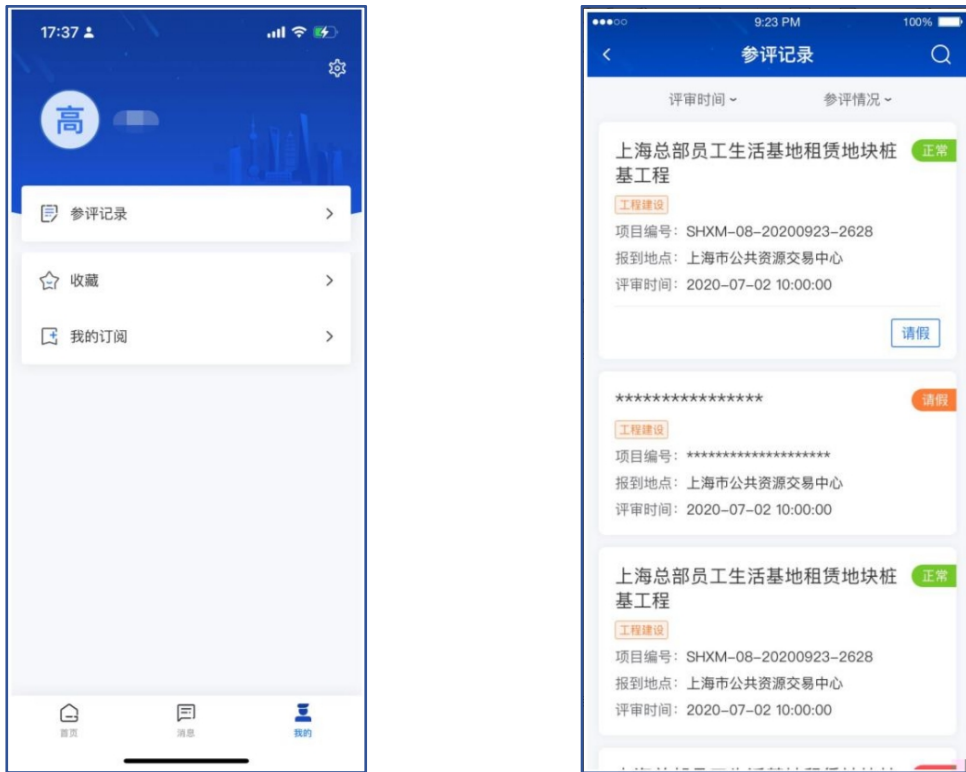 17:37
高
参评记录
收藏
我的订阅
首页
消息
我的
9:23 PM
100%
参评记录
评审时间
参评情况
上海总部员工生活基地租赁地块桩
基工程
正常
工程建设
项目编号：SHXM-08-20200923-2628
报到地点：上海市公共资源交易中心
评审时间：2020-07-02 10:00:00
请假
****************
请假
工程建设
项目编号：********************
报到地点：上海市公共资源交易中心
评审时间：2020-07-02 10:00:00
上海总部员工生活基地租赁地块桩
基工程
正常
工程建设
项目编号：SHXM-08-20200923-2628
报到地点：上海市公共资源交易中心
评审时间：2020-07-02 10:00:00